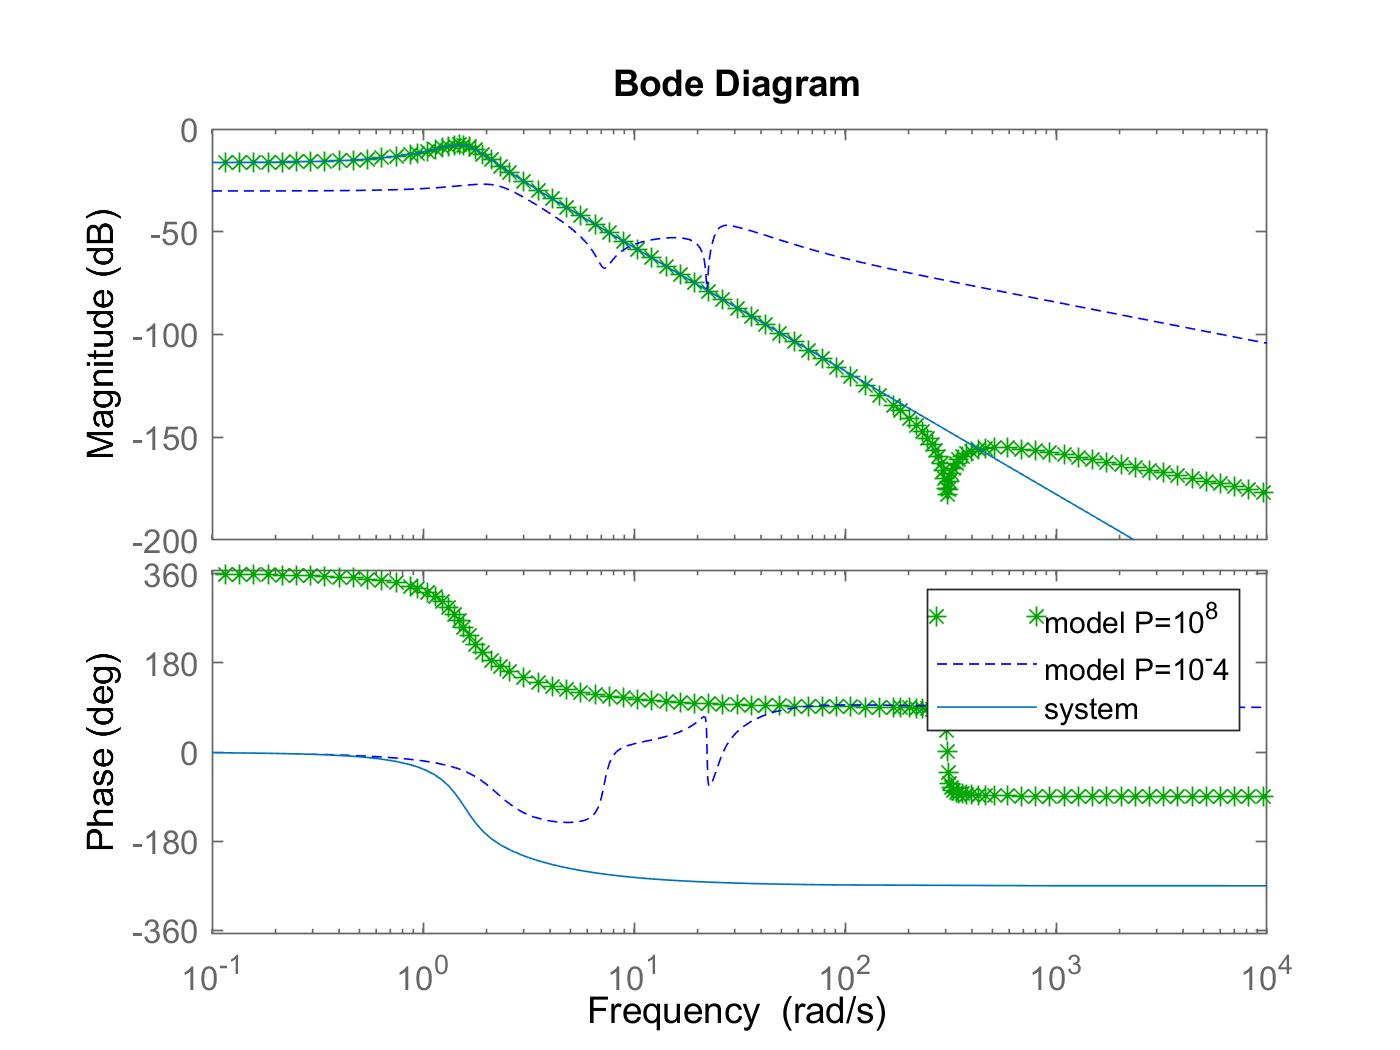 Bode Diagram
Magnitude (dB)
0
-50
-100
-150
-200
Phase (deg)
360
180
0
-180
-360
model P=10^8
model P=10^-4
system
10^-1
10^0
10^1
10^2
10^3
10^4
Frequency (rad/s)